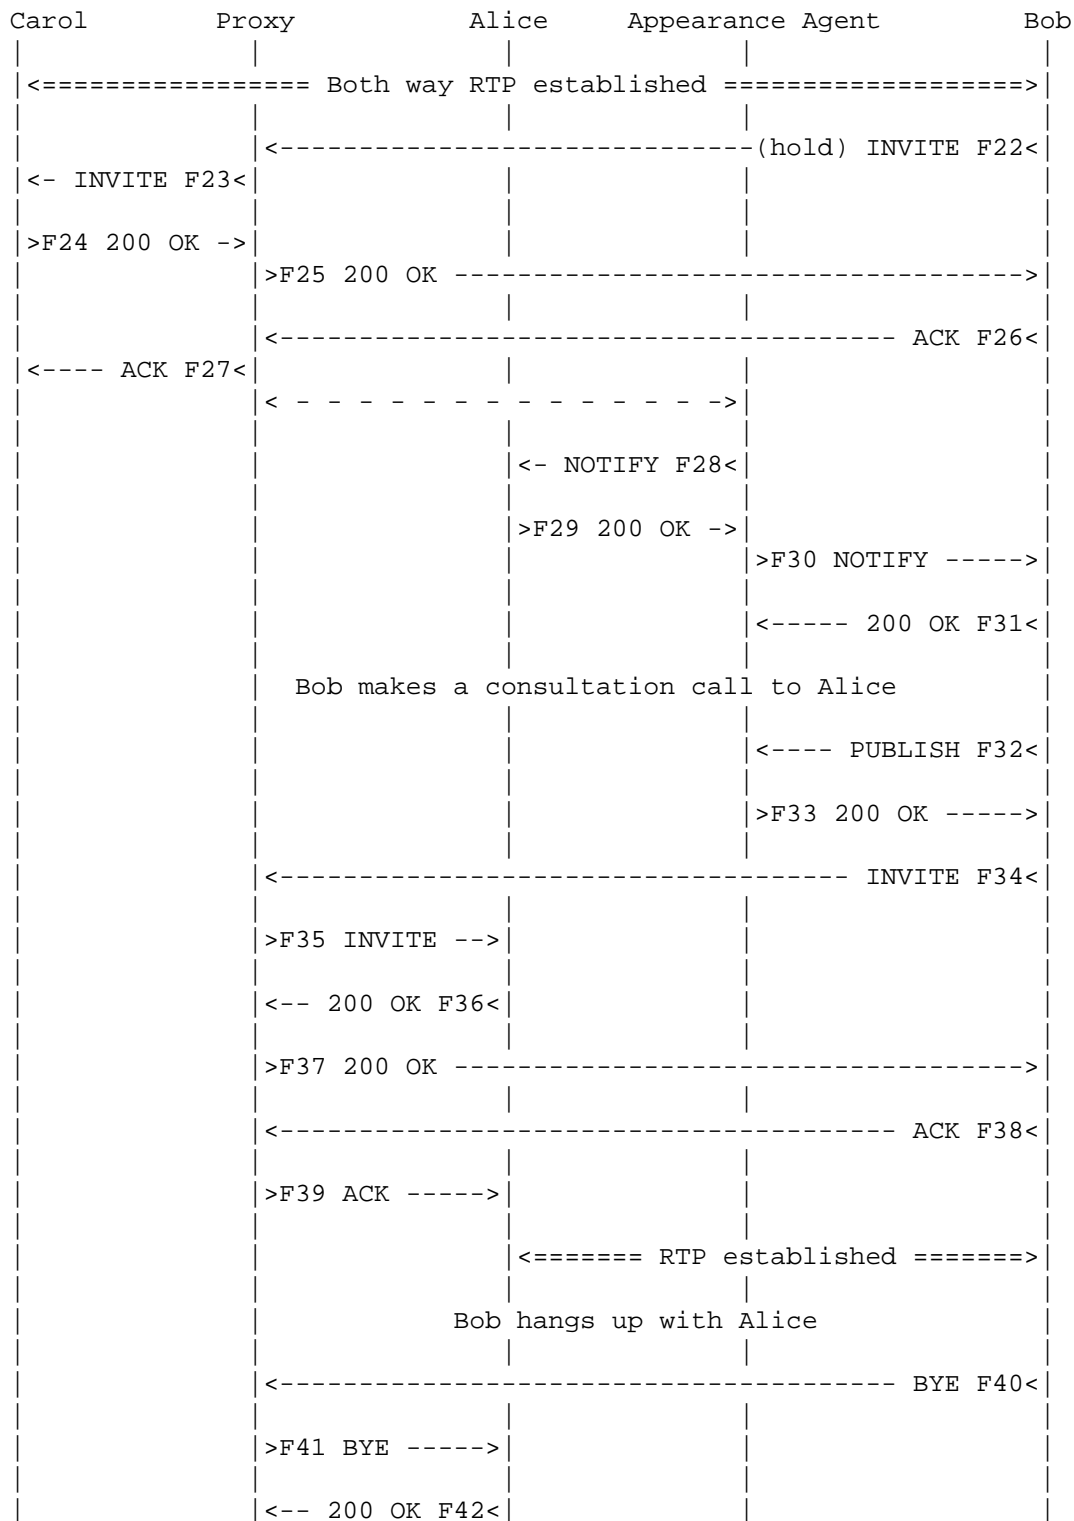 Carol Proxy Alice Appearance Agent Bob
| | | | |
|<================= Both way RTP established ===================>|
| | | | |
| |<------------------------------(hold) INVITE F22<|
|<- INVITE F23<| | | |
| | | | |
|>F24 200 OK ->| | | |
| |>F25 200 OK ------------------------------------>|
| | | | |
| |<--------------------------------------- ACK F26<|
|<---- ACK F27<| | | |
| |< - - - - - - - - - - - - - - ->| |
| | | | |
| | |<- NOTIFY F28<| |
| | | | |
| | |>F29 200 OK ->| |
| | | |>F30 NOTIFY ----->|
| | | | |
| | | |<----- 200 OK F31<|
| | | | |
| | Bob makes a consultation call to Alice |
| | | | |
| | | |<---- PUBLISH F32<|
| | | | |
| | | |>F33 200 OK ----->|
| | | | |
| |<------------------------------------ INVITE F34<|
| | | | |
| |>F35 INVITE -->| | |
| | | | |
| |<-- 200 OK F36<| | |
| | | | |
| |>F37 200 OK ------------------------------------>|
| | | | |
| |<--------------------------------------- ACK F38<|
| | | | |
| |>F39 ACK ----->| | |
| | | | |
| | |<======= RTP established =======>|
| | | | |
| | Bob hangs up with Alice |
| | | | |
| |<--------------------------------------- BYE F40<|
| | | | |
| |>F41 BYE ----->| | |
| | | | |
| |<-- 200 OK F42<| | |